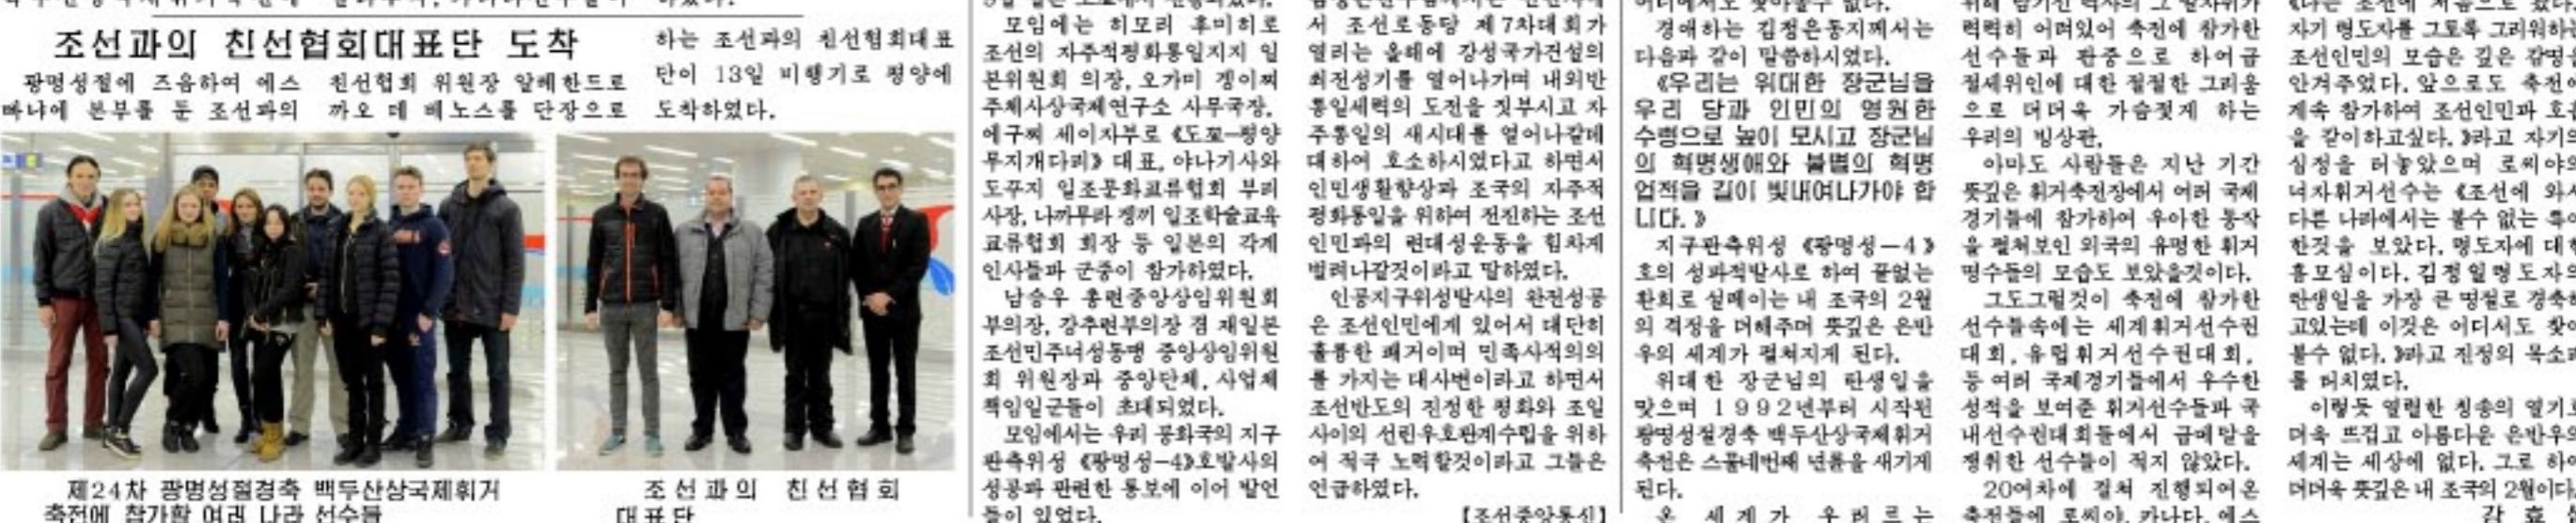 조선과의 친선협회대표단 도착
광명성절에 즈음하여 에스
빠냐에 본부를 둔 조선과의
친선협회 위원장 알레한드로
까오 데 베노스를 단장으로
하는 조선과의 친선협회대표
단이 13일 비행기로 평양에
도착하였다.
제24차 광명성절경축 백두산상국제휘거
축전에 참가할 여러 나라 선수들
조선과의 친선협회
대표단
모임에는 히모리 후미히로
조선의 자주적평화통일지지 일
본위원회 의장, 오가미 겡이찌
주체사상국제연구소 사무국장,
에구찌 세이자부로 《도꾜-평양
무지개다리》 대표, 야나기사와
도꾸지 일조문화교류협회 부리
사장, 나까무라 겡끼 일조학술교육
교류협회 회장 등 일본의 각계
인사들과 군중이 참가하였다.
남승우 총련중앙상임위원회
부의장, 강추련부의장 겸 재일본
조선민주녀성동맹 중앙상임위원
회 위원장과 중앙단체, 사업체
책임일군들이 초대되였다.
모임에서는 우리 공화국의 지구
관측위성 《광명성-4》호발사의
성공과 관련한 통보에 이어 발언
들이 있었다.
서 조선로동당 제7차대회가
열리는 올해에 강성국가건설의
최전성기를 열어나가며 내외반
통일세력의 도전을 짓부시고 자
주통일의 새시대를 열어나갈데
대하여 호소하시였다고 하면서
인민생활향상과 조국의 자주적
평화통일을 위하여 전진하는 조선
인민과의 련대성운동을 힘차게
벌려나갈것이라고 말하였다.
인공지구위성발사의 완전성공
은 조선인민에게 있어서 대단히
훌륭한 쾌거이며 민족사적의의
를 가지는 대사변이라고 하면서
조선반도의 진정한 평화와 조일
사이의 선린우호관계수립을 위하
여 적극 노력할것이라고 그들은
언급하였다.
【조선중앙통신】
경애하는 김정은동지께서는
다음과 같이 말씀하시였다.
《우리는 위대한 장군님을
우리 당과 인민의 영원한
수령으로 높이 모시고 장군님
의 혁명생애와 불멸의 혁명
업적을 길이 빛내여나가야 합
니다.》
지구관측위성 《광명성-4》
호의 성과적발사로 하여 끝없는
환희로 설레이는 내 조국의 2월
의 격정을 더해주며 뜻깊은 은반
우의 세계가 펼쳐지게 된다.
위대한 장군님의 탄생일을
맞으며 1992년부터 시작된
광명성절경축 백두산상국제휘거
축전은 스물네번째 년륜을 새기게
된다.
온 세계가 우러르는
력력히 어려있어 축전에 참가한
선수들과 관중으로 하여금
절세위인에 대한 절절한 그리움
으로 더더욱 가슴젖게 하는
우리의 빙상관.
아마도 사람들은 지난 기간
뜻깊은 휘거축전장에서 여러 국제
경기들에 참가하여 우아한 동작
을 펼쳐보인 외국의 유명한 휘거
명수들의 모습도 보았을것이다.
그도그럴것이 축전에 참가한
선수들속에는 세계휘거선수권
대회, 유럽휘거선수권대회,
등 여러 국제경기들에서 우수한
성적을 보여준 휘거선수들과 국
내선수권대회들에서 금메달을
쟁취한 선수들이 적지 않았다.
20여차에 걸쳐 진행되여온
축전들에 로씨야, 카나다, 에스
자기 령도자를 그토록 그리워하는
조선인민의 모습은 깊은 감명을
안겨주었다. 앞으로도 축전에
계속 참가하여 조선인민과 호
을 같이하고싶다.》라고 자기의
심정을 터놓았으며 로씨야의
녀자휘거선수는 《조선에 와
다른 나라에서는 볼수 없는 특
한것을 보았다. 령도자에 대한
흠모심이다. 김정일령도자의
탄생일을 가장 큰 명절로 경축
고있는데 이것은 어디서도 찾
볼수 없다.》라고 진정의 목소리
를 터치였다.
이렇듯 열렬한 칭송의 열기로
더욱 뜨겁고 아름다운 은반우의
세계는 세상에 없다. 그로 하여
더더욱 뜻깊은 내 조국의 2월이다.